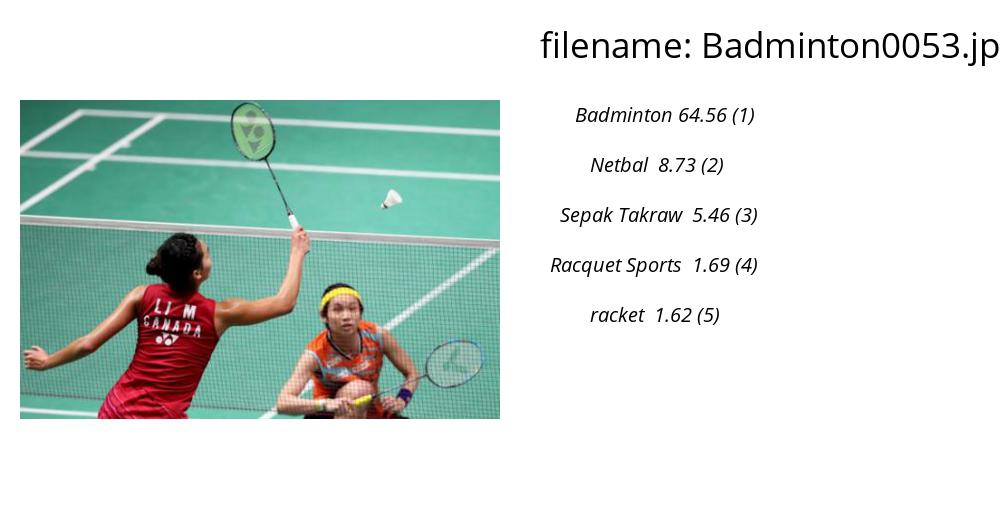 filename: Badminton0053.jp
Badminton 64.56 (1)
Netbal 8.73 (2)
Sepak Takraw 5.46 (3)
Racquet Sports 1.69 (4)
racket 1.62 (5)
LI M
CANADA